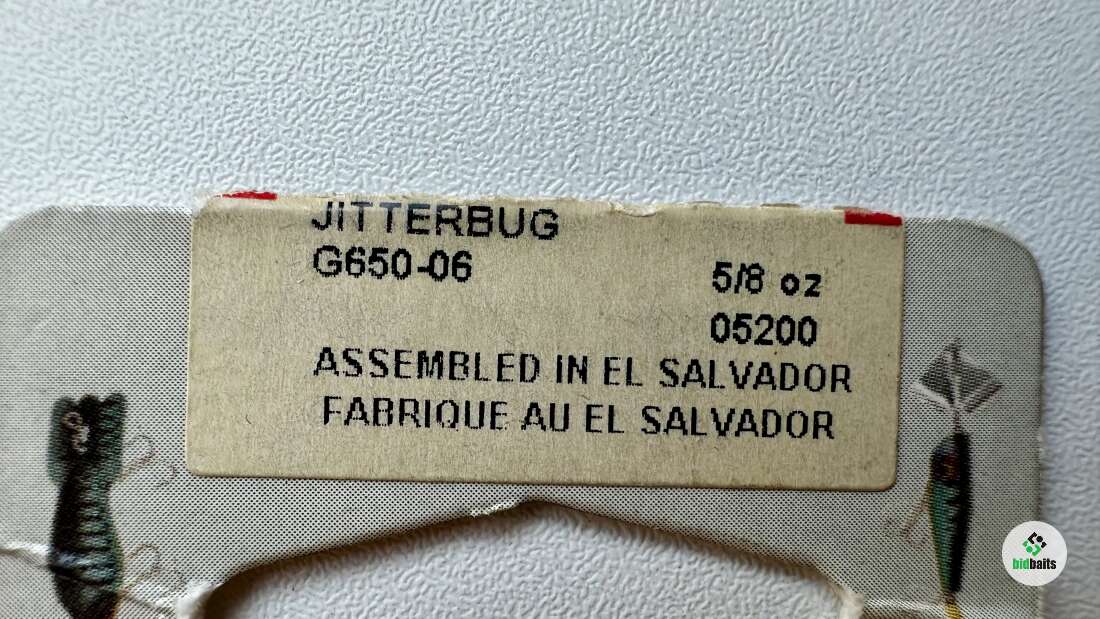 JITTERBUG
G650-06
5/8 oz
05200
ASSEMBLED IN EL SALVADOR
FABRIQUE AU EL SALVADOR
bidbaits